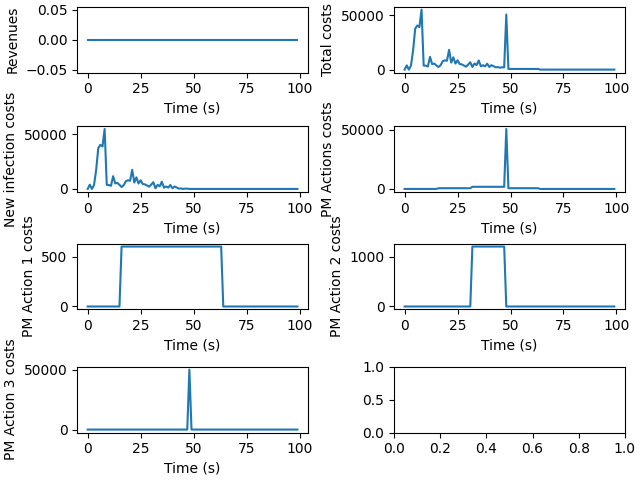 Revenues
0.05
0.00
−0.05
0 25 50 75 100
Time (s)
Total costs
50000
0
0 25 50 75 100
Time (s)
New infection costs
50000
0
0 25 50 75 100
Time (s)
PM Actions costs
50000
0
0 25 50 75 100
Time (s)
PM Action 1 costs
500
0
0 25 50 75 100
Time (s)
PM Action 2 costs
1000
0
0 25 50 75 100
Time (s)
PM Action 3 costs
50000
0
0 25 50 75 100
Time (s)
1.0
0.5
0.0
0.0 0.2 0.4 0.6 0.8 1.0